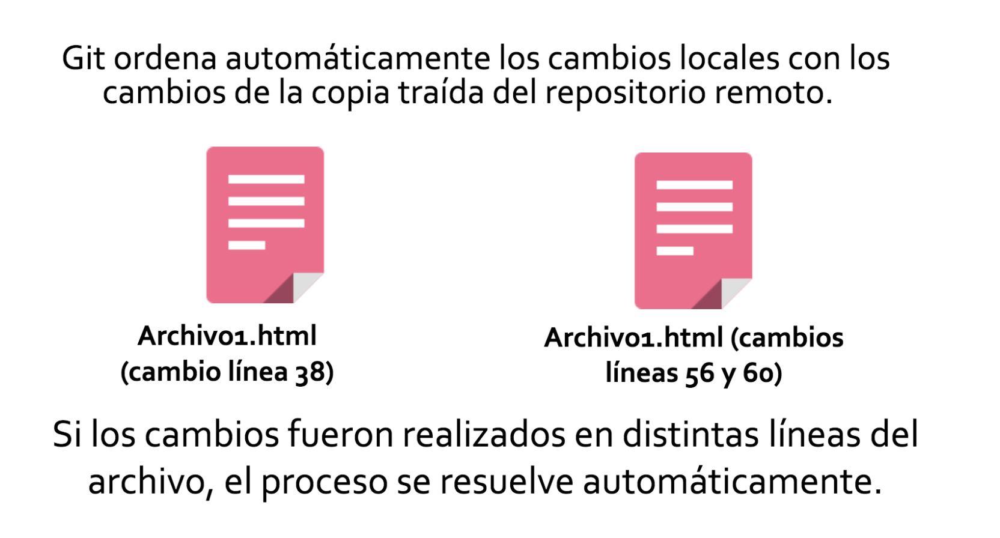 Git ordena automáticamente los cambios locales con los
cambios de la copia traída del repositorio remoto.
Archivo1.html
(cambio línea 38)
Archivo1.html (cambios
líneas 56 y 60)
Si los cambios fueron realizados en distintas líneas del
archivo, el proceso se resuelve automáticamente.